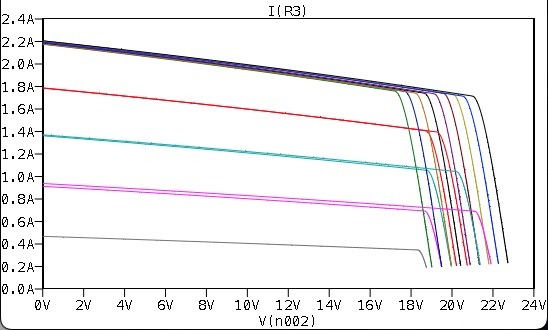 I(R3)
2.4A
2.2A
2.0A
1.8A
1.6A
1.4A
1.2A
1.0A
0.8A
0.6A
0.4A
0.2A
0.0A
0V 2V 4V 6V 8V 10V 12V 14V 16V 18V 20V 22V 24V
V(n002)